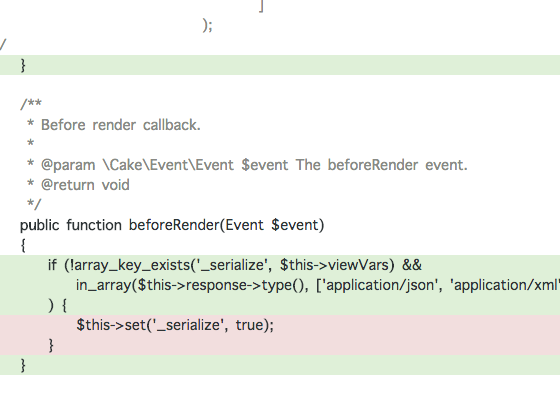 ]
);
/
}
/**
* Before render callback.
*
* @param \Cake\Event\Event $event The beforeRender event.
* @return void
*/
public function beforeRender(Event $event)
{
if (!array_key_exists('_serialize', $this->viewVars) &&
in_array($this->response->type(), ['application/json', 'application/xml'
) {
$this->set('_serialize', true);
}
}